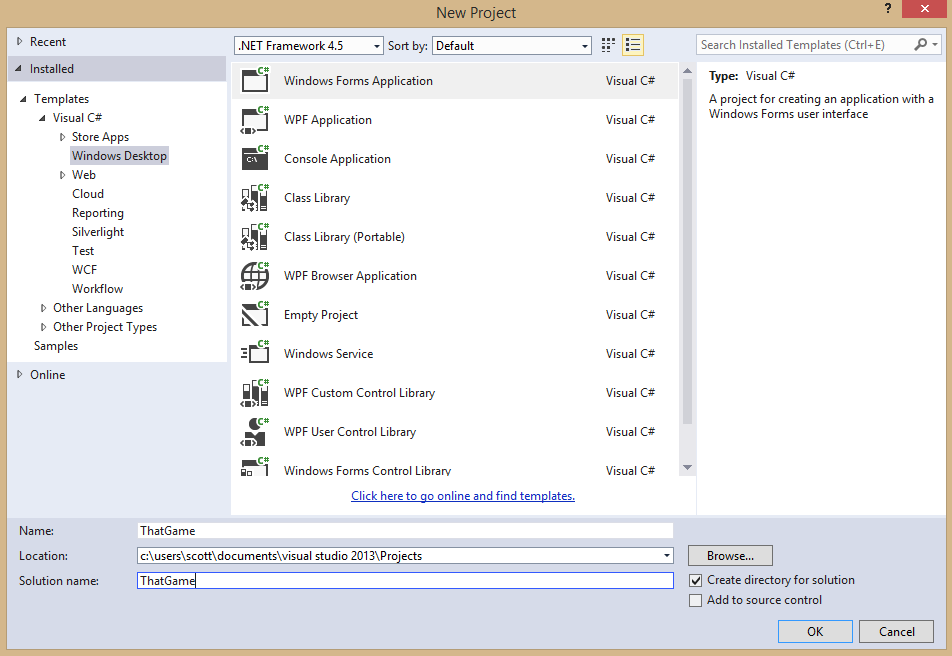 New Project
?
Recent
.NET Framework 4.5
Sort by:
Default
Search Installed Templates (Ctrl+E)
Installed
Templates
Visual C#
Store Apps
Windows Desktop
Web
Cloud
Reporting
Silverlight
Test
WCF
Workflow
Other Languages
Other Project Types
Samples
Online
C#
Windows Forms Application
Visual C#
C#
WPF Application
Visual C#
C#
C:\
Console Application
Visual C#
C#
Class Library
Visual C#
C#
Class Library (Portable)
Visual C#
C#
WPF Browser Application
Visual C#
C#
Empty Project
Visual C#
C#
Windows Service
Visual C#
C#
WPF Custom Control Library
Visual C#
C#
WPF User Control Library
Visual C#
C#
Windows Forms Control Library
Visual C#
Click here to go online and find templates.
Type: Visual C#
A project for creating an application with a
Windows Forms user interface
Name:
ThatGame
Location:
c:\users\scott\documents\visual studio 2013\Projects
Browse...
Solution name:
ThatGame
Create directory for solution
Add to source control
OK
Cancel